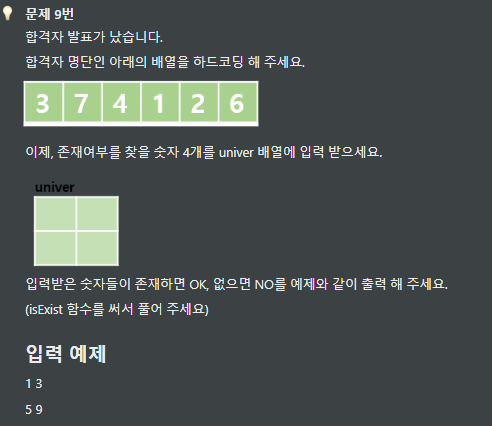 문제 9번
합격자 발표가 났습니다.
합격자 명단인 아래의 배열을 하드코딩 해 주세요.
3 7 4 1 2 6
이제, 존재여부를 찾을 숫자 4개를 univer 배열에 입력 받으세요.
univer
입력받은 숫자들이 존재하면 OK, 없으면 NO를 예제와 같이 출력 해 주세요.
(isExist 함수를 써서 풀어 주세요)
입력 예제
1 3
5 9